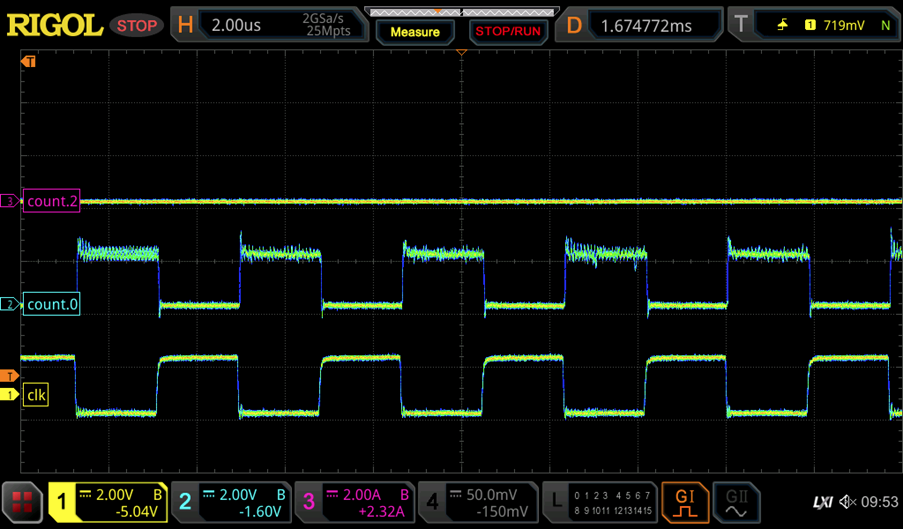 RIGOL STOP H 2.00us 2GSa/s 25Mpts Measure STOP/RUN D 1.674772ms T 1 719mV N
T
3 count.2
2 count.0
T
1 clk
1 2.00V B -5.04V 2 2.00V B -1.60V 3 2.00A B +2.32A 4 50.0mV -150mV L 0 1 2 3 4 5 6 7 8 9 10 11 12 13 14 15 GI GII LXI 09:53